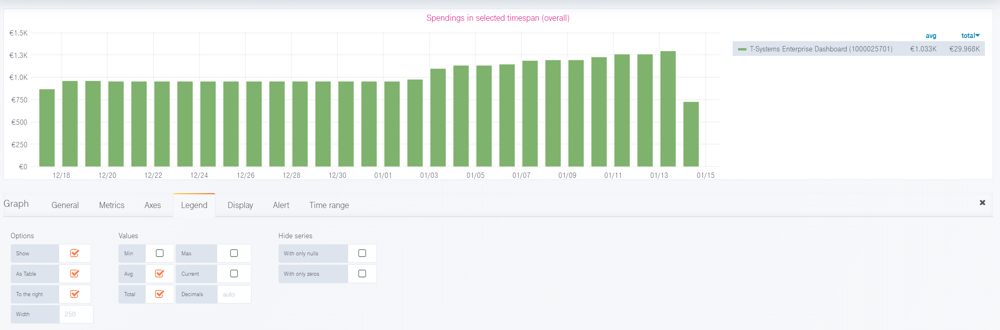 Spendings in selected timespan (overall)
€1.5K
€1.3K
€1.0K
€750
€500
€250
€0
12/18 12/20 12/22 12/24 12/26 12/28 12/30 01/01 01/03 01/05 01/07 01/09 01/11 01/13 01/15
avg total
T-Systems Enterprise Dashboard (1000025701) €1.033K €29.968K
Graph General Metrics Axes Legend Display Alert Time range
Options Values Hide series
Show Min Max With only nulls
As Table Avg Current With only zeros
To the right Total Decimals auto
Width 250